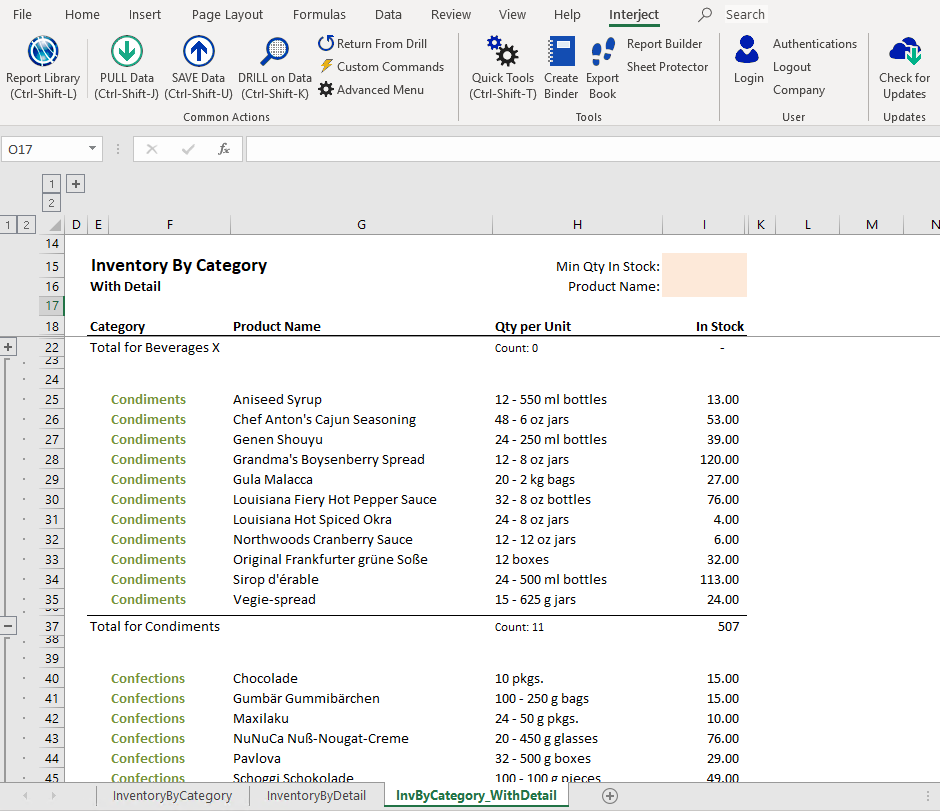 File Home Insert Page Layout Formulas Data Review View Help Interject Search
Report Library (Ctrl-Shift-L)
PULL Data (Ctrl-Shift-J)
SAVE Data (Ctrl-Shift-U)
DRILL on Data (Ctrl-Shift-K)
Return From Drill
Custom Commands
Advanced Menu
Common Actions
Quick Tools (Ctrl-Shift-T)
Create Binder
Export Book
Report Builder
Sheet Protector
Tools
Login
Authentications
Logout
Company
User
Check for Updates
Updates
O17 fx
1 +
2
1 2 D E F G H I K L M N
14
15 Inventory By Category Min Qty In Stock:
16 With Detail Product Name:
17
18 Category Product Name Qty per Unit In Stock
22 Total for Beverages X Count: 0 -
23
24
25 Condiments Aniseed Syrup 12 - 550 ml bottles 13.00
26 Condiments Chef Anton's Cajun Seasoning 48 - 6 oz jars 53.00
27 Condiments Genen Shouyu 24 - 250 ml bottles 39.00
28 Condiments Grandma's Boysenberry Spread 12 - 8 oz jars 120.00
29 Condiments Gula Malacca 20 - 2 kg bags 27.00
30 Condiments Louisiana Fiery Hot Pepper Sauce 32 - 8 oz bottles 76.00
31 Condiments Louisiana Hot Spiced Okra 24 - 8 oz jars 4.00
32 Condiments Northwoods Cranberry Sauce 12 - 12 oz jars 6.00
33 Condiments Original Frankfurter grüne Soße 12 boxes 32.00
34 Condiments Sirop d'érable 24 - 500 ml bottles 113.00
35 Condiments Vegie-spread 15 - 625 g jars 24.00
37 Total for Condiments Count: 11 507
38
39
40 Confections Chocolade 10 pkgs. 15.00
41 Confections Gumbär Gummibärchen 100 - 250 g bags 15.00
42 Confections Maxilaku 24 - 50 g pkgs. 10.00
43 Confections NuNuCa Nuß-Nougat-Creme 20 - 450 g glasses 76.00
44 Confections Pavlova 32 - 500 g boxes 29.00
45 Confections Schoggi Schokolade 100 - 100 g pieces 49.00
InventoryByCategory InventoryByDetail InvByCategory_WithDetail